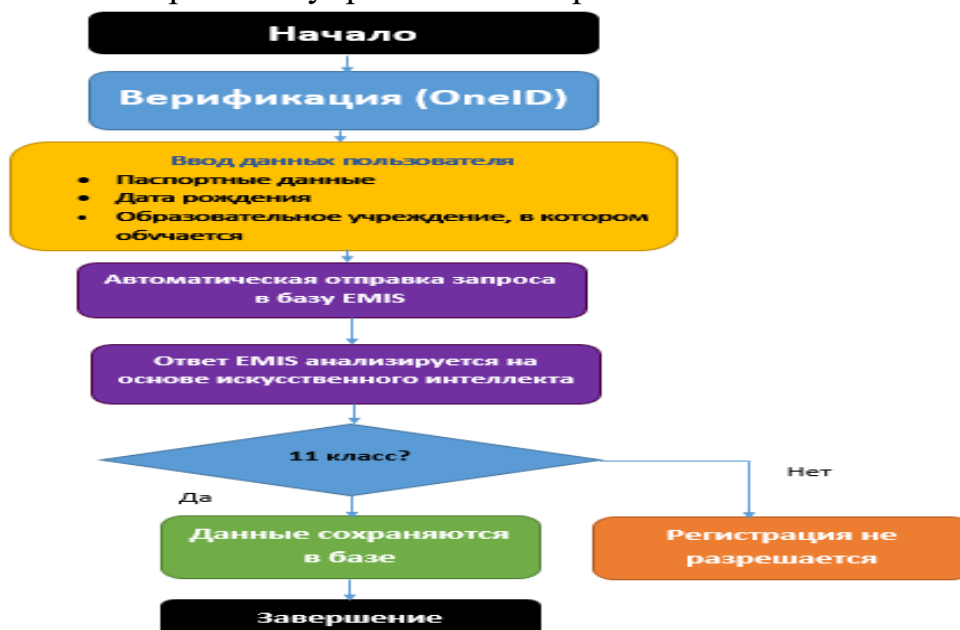 Начало
Верификация (OneID)
Ввод данных пользователя
• Паспортные данные
• Дата рождения
• Образовательное учреждение, в котором
обучается
Автоматическая отправка запроса
в базу EMIS
Ответ EMIS анализируется на
основе искусственного интеллекта
11 класс?
Нет
Да
Данные сохраняются
в базе
Регистрация не
разрешается
Завершение